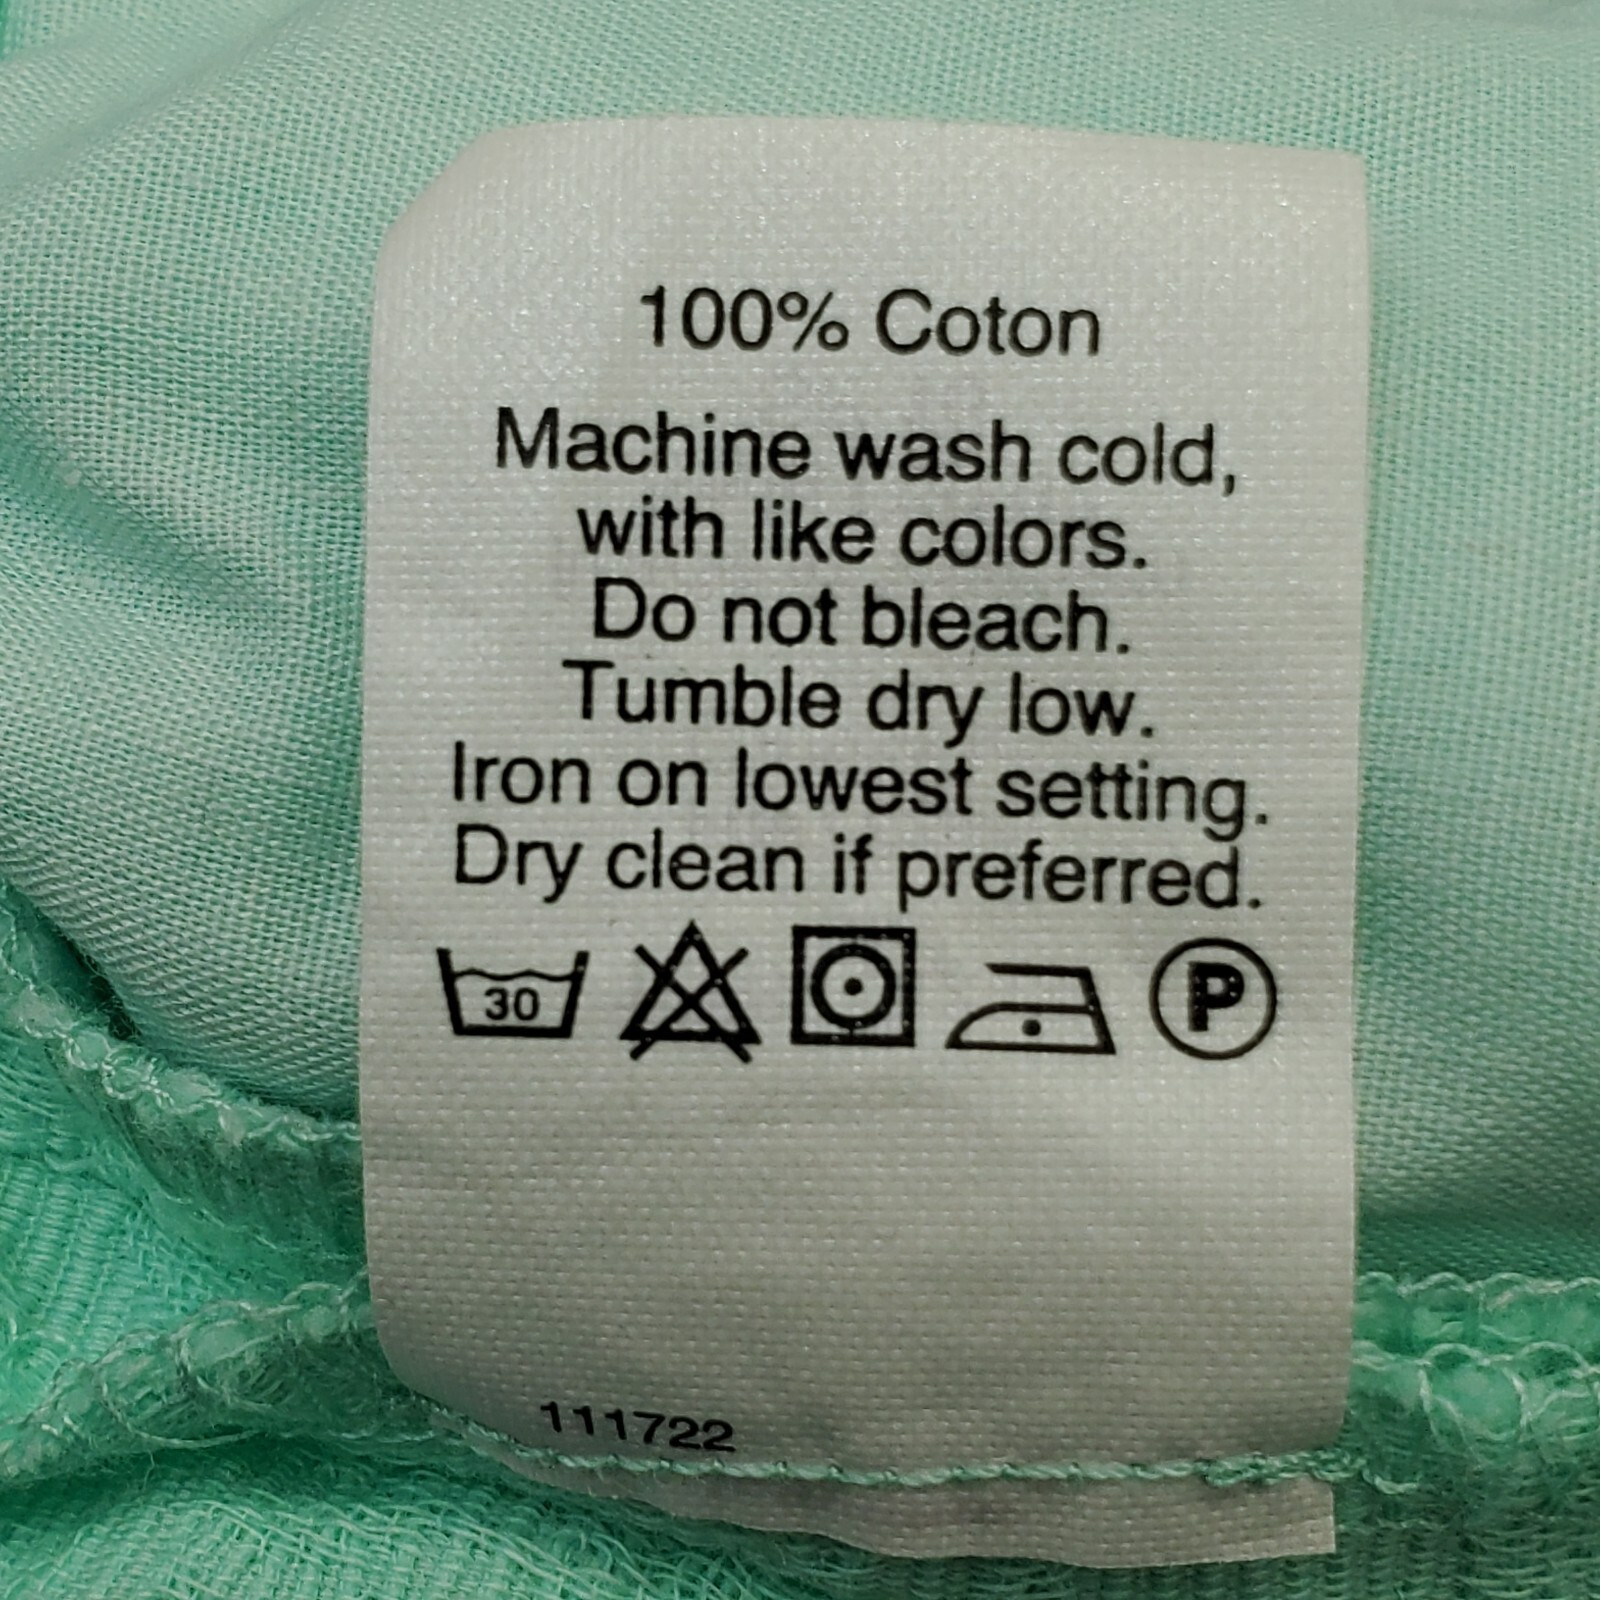 100% Coton
Machine wash cold,
with like colors.
Do not bleach.
Tumble dry low.
Iron on lowest setting.
Dry clean if preferred.
30
P
111722